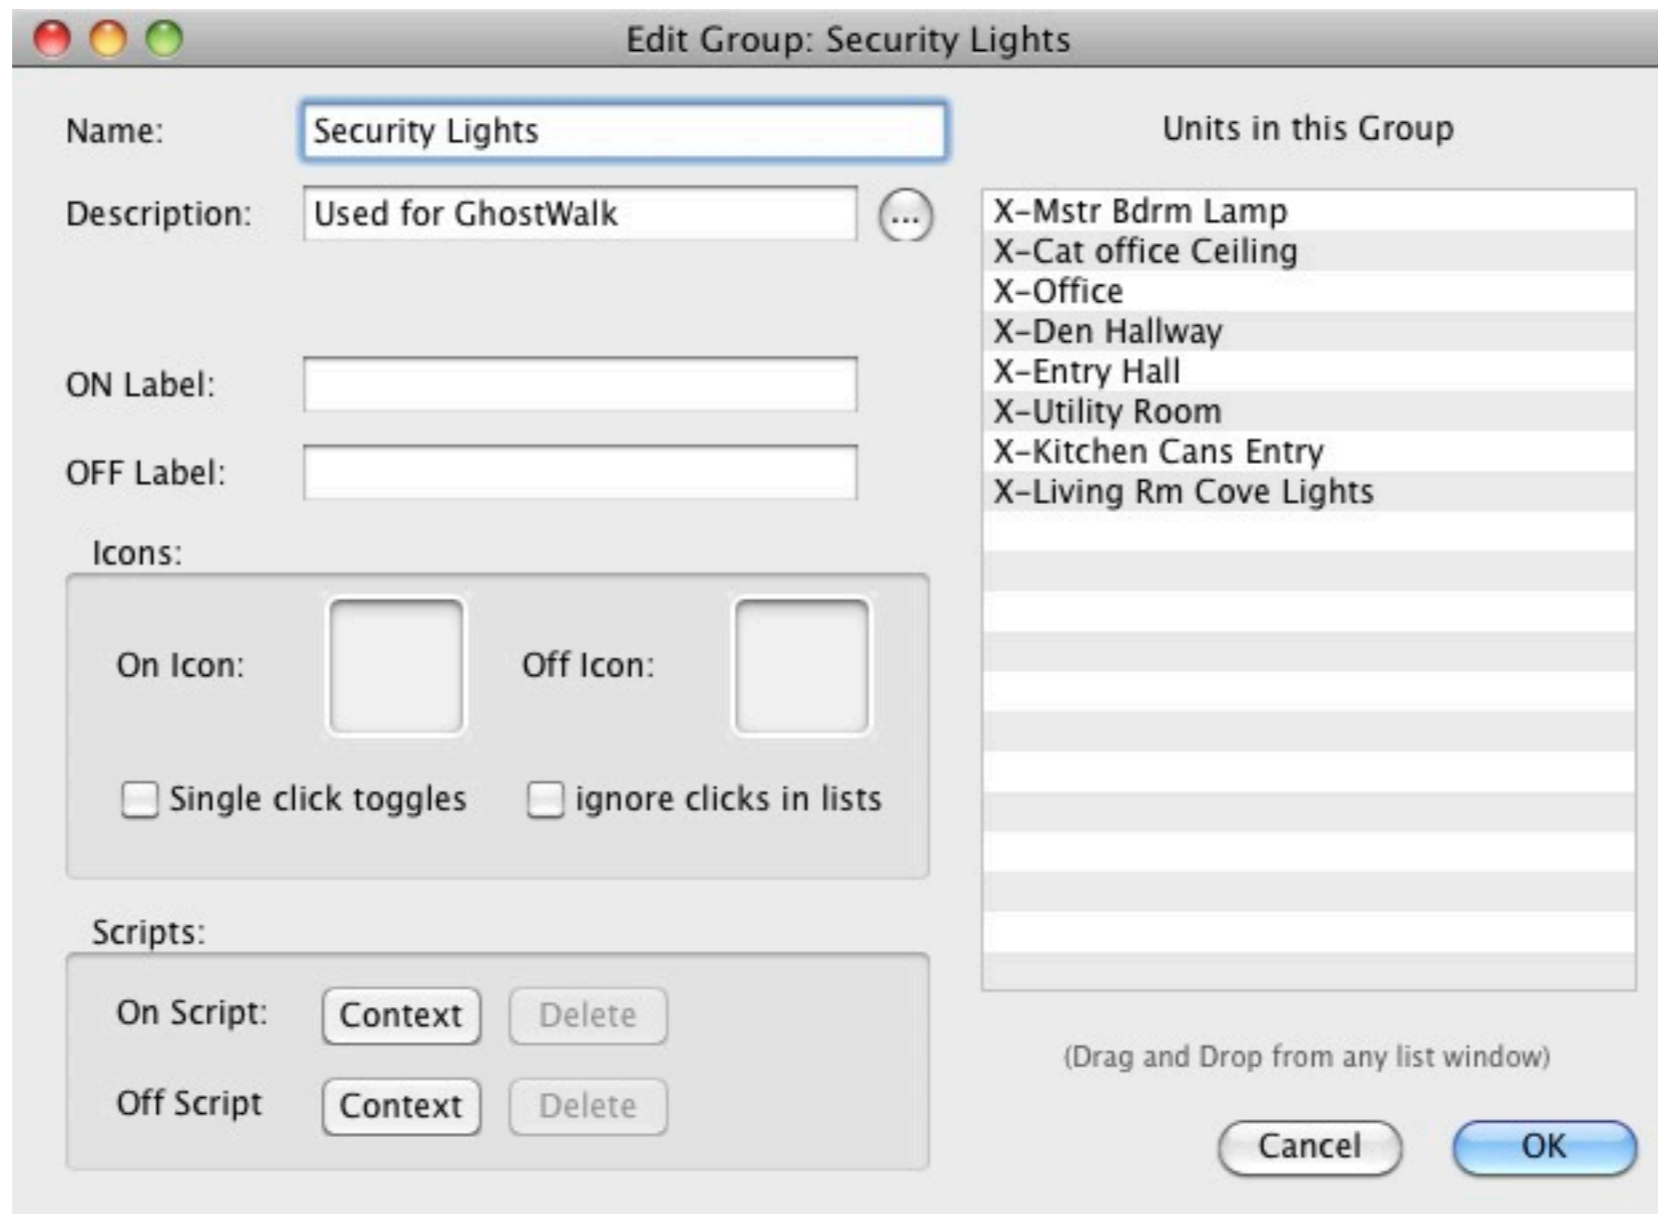 Edit Group: Security Lights
Name:
Security Lights
Description:
Used for GhostWalk
...
ON Label:
OFF Label:
Icons:
On Icon:
Off Icon:
Single click toggles
ignore clicks in lists
Scripts:
On Script:
Context
Delete
Off Script
Context
Delete
Units in this Group
X-Mstr Bdrm Lamp
X-Cat office Ceiling
X-Office
X-Den Hallway
X-Entry Hall
X-Utility Room
X-Kitchen Cans Entry
X-Living Rm Cove Lights
(Drag and Drop from any list window)
Cancel
OK